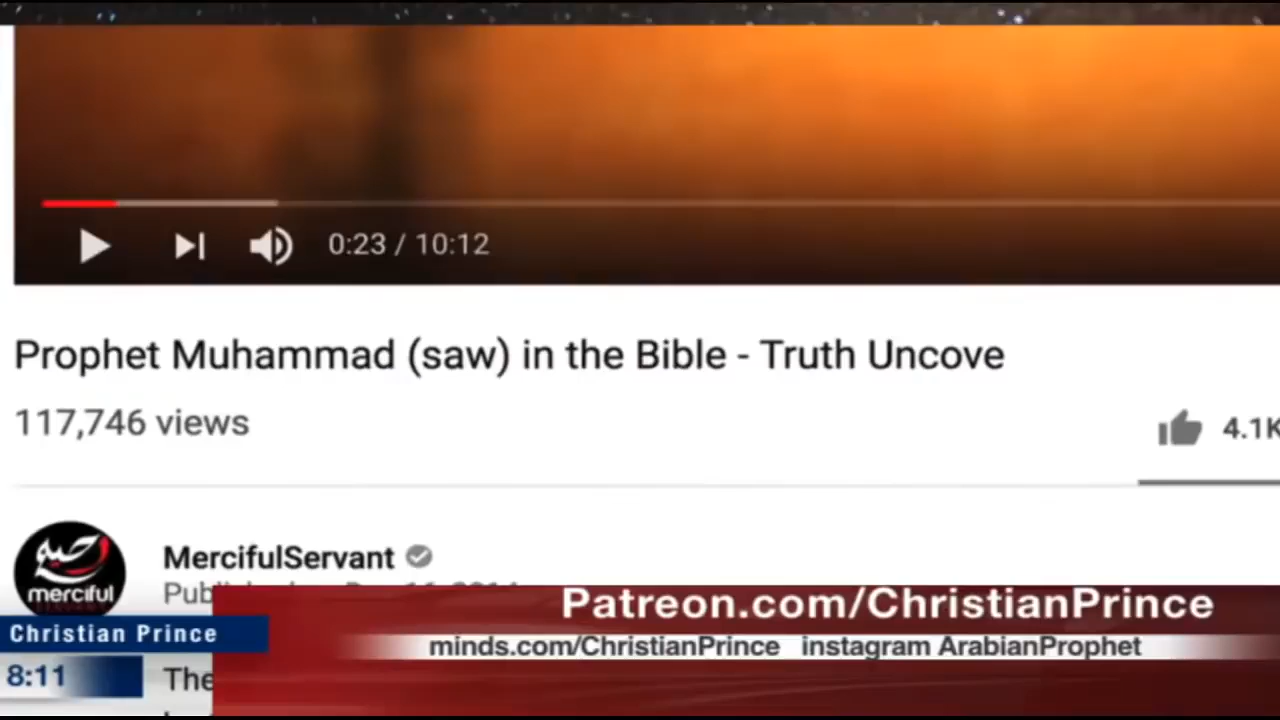 0:23 / 10:12
Prophet Muhammad (saw) in the Bible - Truth Uncove
117,746 views
4.1K
MercifulServant
merciful
Patreon.com/ChristianPrince
Christian Prince
minds.com/ChristianPrince instagram ArabianProphet
8:11
The